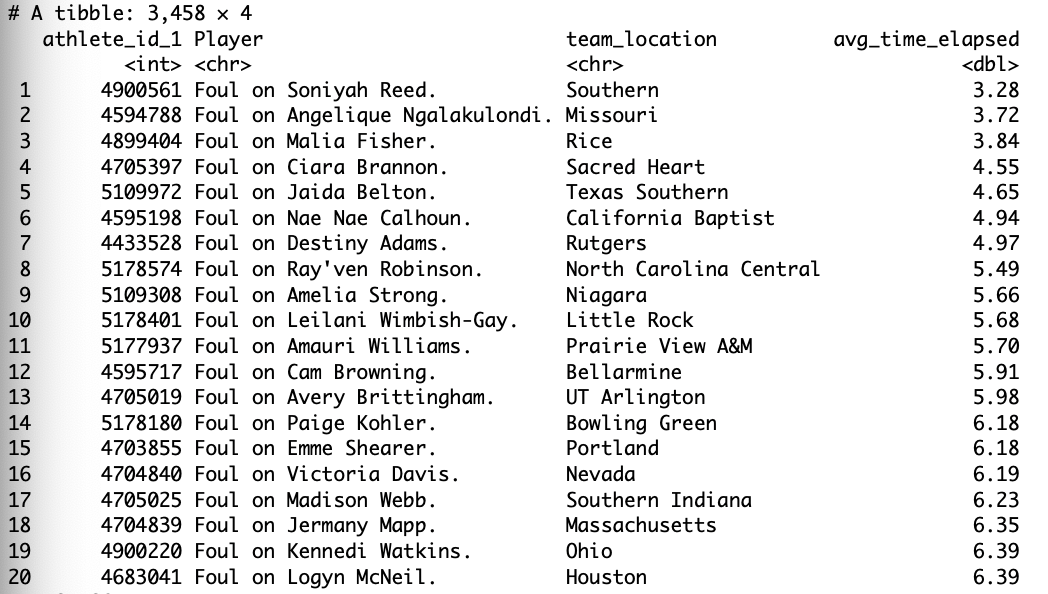 # A tibble: 3,458 × 4
athlete_id_1 Player team_location avg_time_elapsed
<int> <chr> <chr> <dbl>
1 4900561 Foul on Soniyah Reed. Southern 3.28
2 4594788 Foul on Angelique Ngalakulondi. Missouri 3.72
3 4899404 Foul on Malia Fisher. Rice 3.84
4 4705397 Foul on Ciara Brannon. Sacred Heart 4.55
5 5109972 Foul on Jaida Belton. Texas Southern 4.65
6 4595198 Foul on Nae Nae Calhoun. California Baptist 4.94
7 4433528 Foul on Destiny Adams. Rutgers 4.97
8 5178574 Foul on Ray'ven Robinson. North Carolina Central 5.49
9 5109308 Foul on Amelia Strong. Niagara 5.66
10 5178401 Foul on Leilani Wimbish-Gay. Little Rock 5.68
11 5177937 Foul on Amauri Williams. Prairie View A&M 5.70
12 4595717 Foul on Cam Browning. Bellarmine 5.91
13 4705019 Foul on Avery Brittingham. UT Arlington 5.98
14 5178180 Foul on Paige Kohler. Bowling Green 6.18
15 4703855 Foul on Emme Shearer. Portland 6.18
16 4704840 Foul on Victoria Davis. Nevada 6.19
17 4705025 Foul on Madison Webb. Southern Indiana 6.23
18 4704839 Foul on Jermany Mapp. Massachusetts 6.35
19 4900220 Foul on Kennedi Watkins. Ohio 6.39
20 4683041 Foul on Logyn McNeil. Houston 6.39